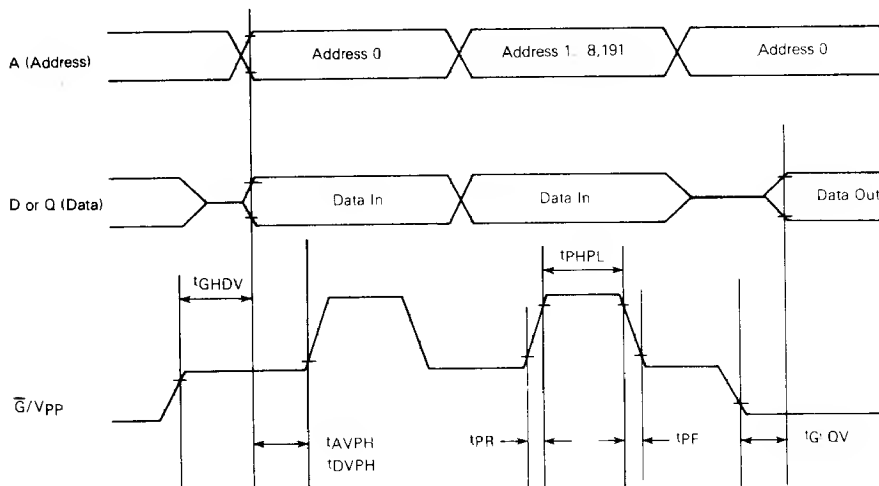 A (Address)
Address 0
Address 1 8,191
Address 0
D or Q (Data)
Data In
Data In
Data Out
tGHDV
tPHPL
G̅/VPP
tAVPH
tDVPH
tPR
tPF